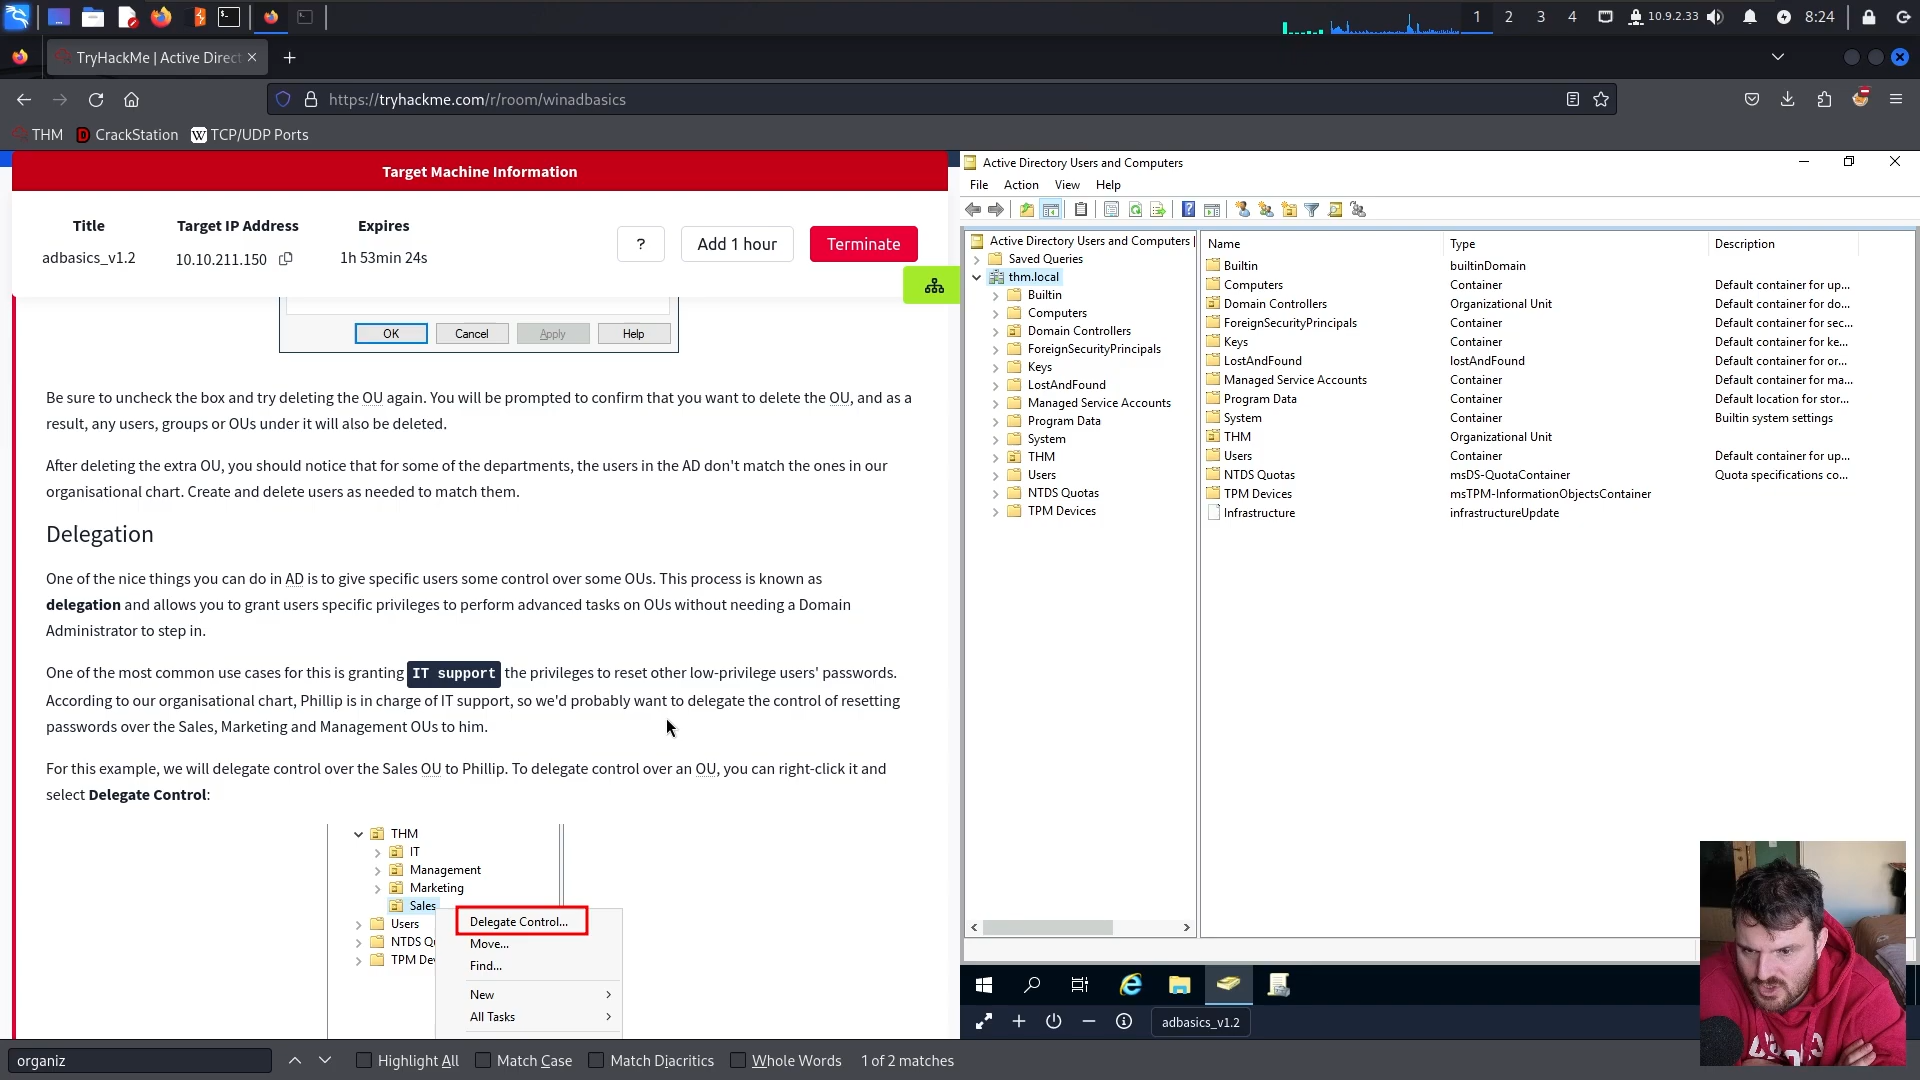 1 2 3 4 10.9.2.33 8:24
TryHackMe | Active Direct
https://tryhackme.com/r/room/winadbasics
THM CrackStation TCP/UDP Ports
Target Machine Information
Title Target IP Address Expires
adbasics_v1.2 10.10.211.150 1h 53min 24s
? Add 1 hour Terminate
OK Cancel Apply Help
Be sure to uncheck the box and try deleting the OU again. You will be prompted to confirm that you want to delete the OU, and as a
result, any users, groups or OUs under it will also be deleted.
After deleting the extra OU, you should notice that for some of the departments, the users in the AD don't match the ones in our
organisational chart. Create and delete users as needed to match them.
Delegation
One of the nice things you can do in AD is to give specific users some control over some OUs. This process is known as
delegation and allows you to grant users specific privileges to perform advanced tasks on OUs without needing a Domain
Administrator to step in.
One of the most common use cases for this is granting IT support the privileges to reset other low-privilege users' passwords.
According to our organisational chart, Phillip is in charge of IT support, so we'd probably want to delegate the control of resetting
passwords over the Sales, Marketing and Management OUs to him.
For this example, we will delegate control over the Sales OU to Phillip. To delegate control over an OU, you can right-click it and
select Delegate Control:
THM
IT
Management
Marketing
Sales
Users
NTDS Q
TPM De
Delegate Control...
Move...
Find...
New
All Tasks
Active Directory Users and Computers
File Action View Help
Active Directory Users and Computers [
Saved Queries
thm.local
Builtin
Computers
Domain Controllers
ForeignSecurityPrincipals
Keys
LostAndFound
Managed Service Accounts
Program Data
System
THM
Users
NTDS Quotas
TPM Devices
Name Type Description
Builtin builtinDomain
Computers Container Default container for up...
Domain Controllers Organizational Unit Default container for do...
ForeignSecurityPrincipals Container Default container for sec...
Keys Container Default container for ke...
LostAndFound lostAndFound Default container for or...
Managed Service Accounts Container Default container for ma...
Program Data Container Default location for stor...
System Container Builtin system settings
THM Organizational Unit
Users Container Default container for up...
NTDS Quotas msDS-QuotaContainer Quota specifications co...
TPM Devices msTPM-InformationObjectsContainer
Infrastructure infrastructureUpdate
adbasics_v1.2
organiz Highlight All Match Case Match Diacritics Whole Words 1 of 2 matches